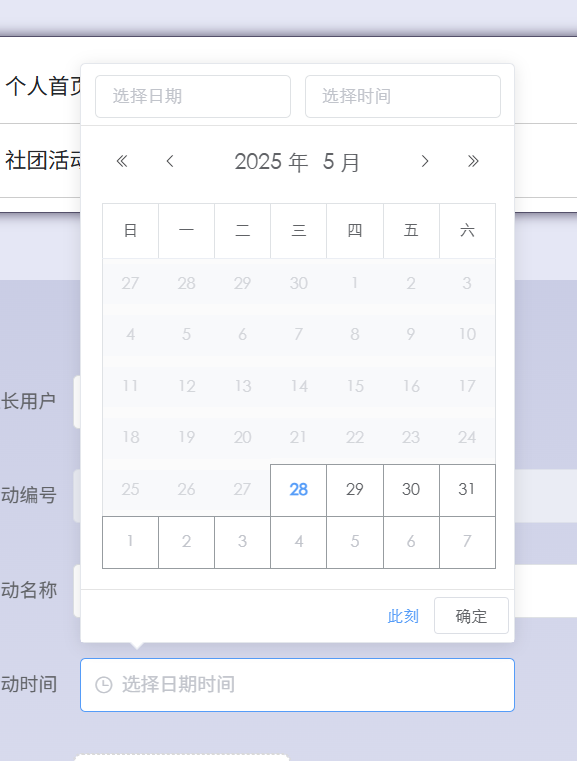 个人首页
选择日期 选择时间
社团活动
2025 年 5 月
日 一 二 三 四 五 六
27 28 29 30 1 2 3
4 5 6 7 8 9 10
11 12 13 14 15 16 17
18 19 20 21 22 23 24
25 26 27 28 29 30 31
1 2 3 4 5 6 7
长用户
动编号
动名称
此刻 确定
动时间
选择日期时间